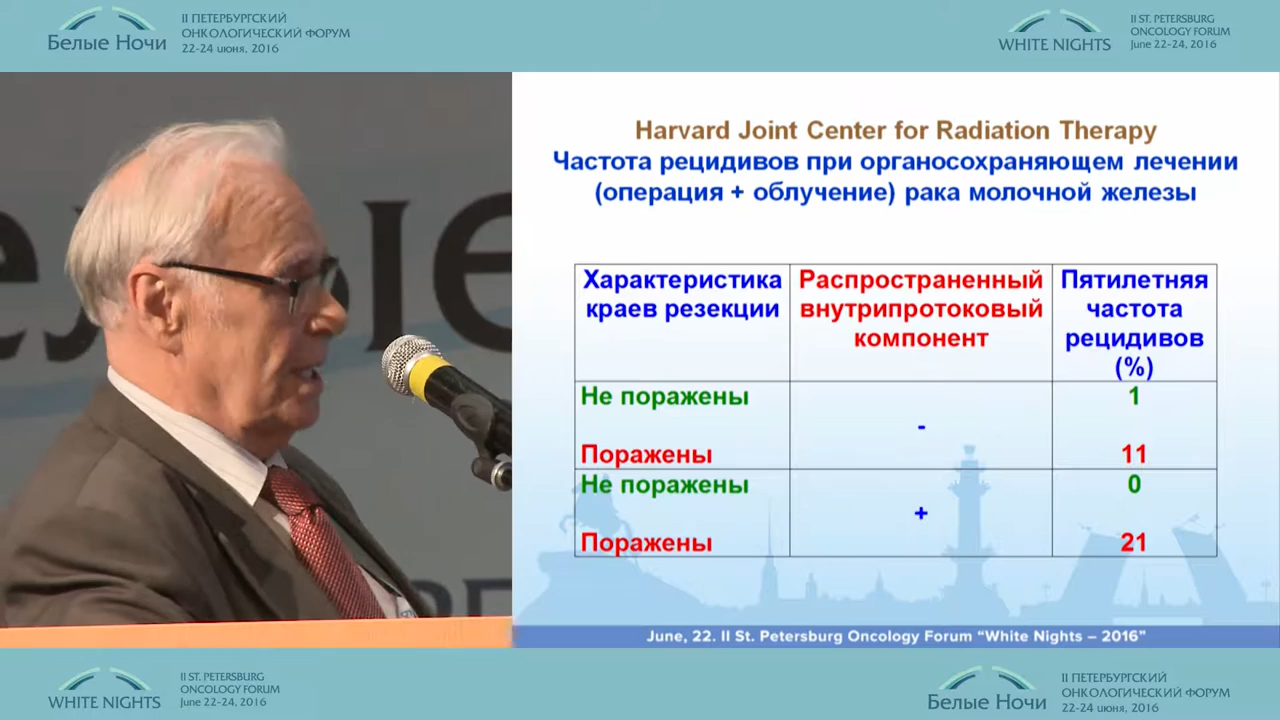 Белые Ночи
II ПЕТЕРБУРГСКИЙ
ОНКОЛОГИЧЕСКИЙ ФОРУМ
22-24 июня, 2016
WHITE NIGHTS
II ST. PETERSBURG
ONCOLOGY FORUM
June 22-24, 2016
Harvard Joint Center for Radiation Therapy
Частота рецидивов при органосохраняющем лечении
(операция + облучение) рака молочной железы
Характеристика
краев резекции
Распространенный
внутрипротоковый
компонент
Пятилетняя
частота
рецидивов
(%)
Не поражены
1
-
Поражены
11
Не поражены
0
+
Поражены
21
June, 22. II St. Petersburg Oncology Forum “White Nights – 2016”
WHITE NIGHTS
II ST. PETERSBURG
ONCOLOGY FORUM
June 22-24, 2016
Белые Ночи
II ПЕТЕРБУРГСКИЙ
ОНКОЛОГИЧЕСКИЙ ФОРУМ
22-24 июня, 2016